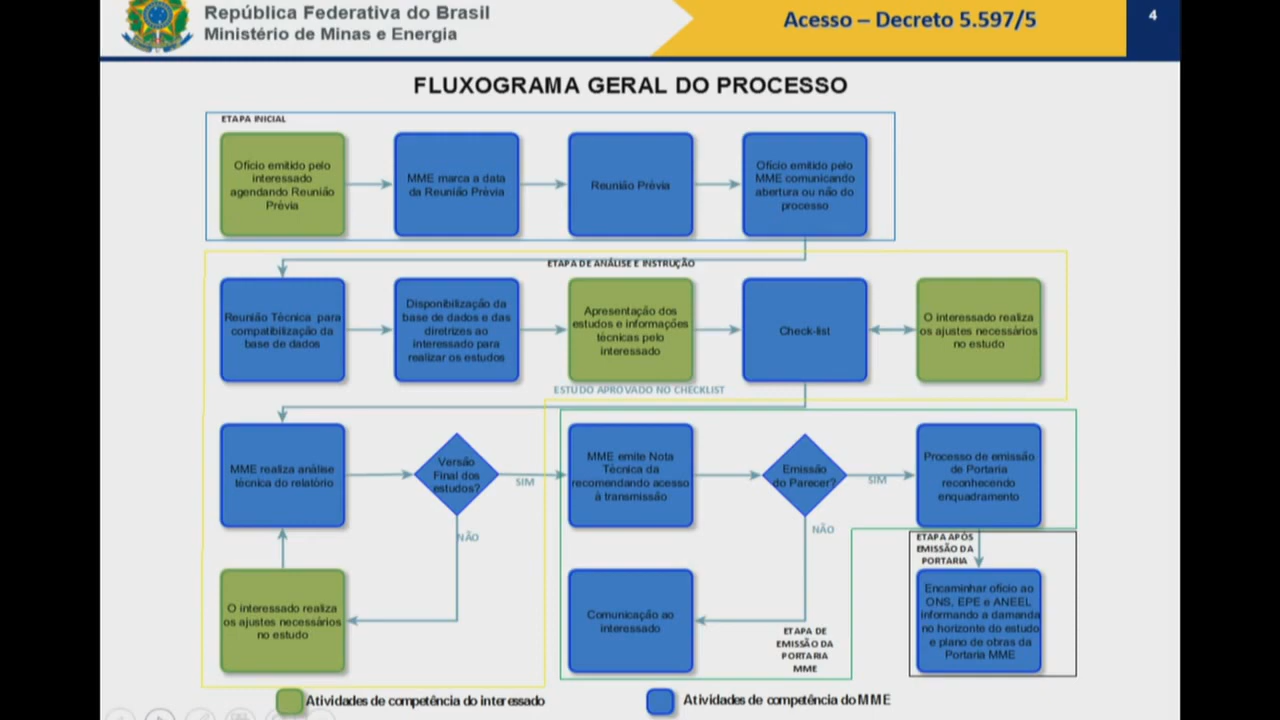 República Federativa do Brasil
Ministério de Minas e Energia
Acesso – Decreto 5.597/5
4
FLUXOGRAMA GERAL DO PROCESSO
ETAPA INICIAL
Ofício emitido pelo
interessado
agendando Reunião
Prévia
MME marca a data
da Reunião Prévia
Reunião Prévia
Ofício emitido pelo
MME comunicando
abertura ou não do
processo
ETAPA DE ANÁLISE E INSTRUÇÃO
Reunião Técnica para
compatibilização da
base de dados
Disponibilização da
base de dados e das
diretrizes ao
interessado para
realizar os estudos
Apresentação dos
estudos e informações
técnicas pelo
interessado
Check-list
O interessado realiza
os ajustes necessários
no estudo
ESTUDO APROVADO NO CHECKLIST
MME realiza análise
técnica do relatório
Versão
Final dos
estudos?
SIM
NÃO
MME emite Nota
Técnica da
recomendando acesso
à transmissão
Emissão
do Parecer?
SIM
NÃO
Processo de emissão
de Portaria
reconhecendo
enquadramento
O interessado realiza
os ajustes necessários
no estudo
Comunicação ao
interessado
ETAPA DE
EMISSÃO DA
PORTARIA
MME
ETAPA APÓS
EMISSÃO DA
PORTARIA
Encaminhar ofício ao
ONS, EPE e ANEEL
informando a demanda
no horizonte do estudo
e plano de obras da
Portaria MME
Atividades de competência do interessado
Atividades de competência do MME